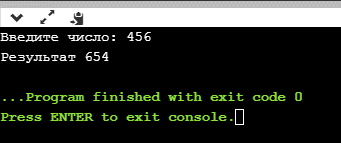 Введите число: 456
Результат 654
...Program finished with exit code 0
Press ENTER to exit console.